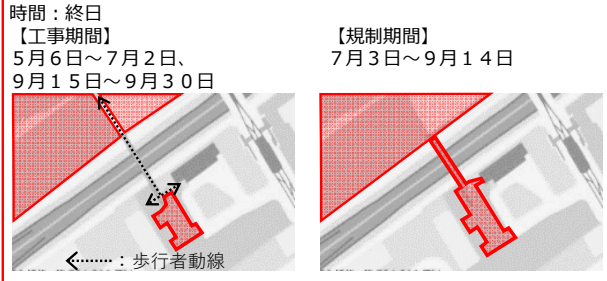 時間：終日
【工事期間】
５月６日～７月２日、
９月１５日～９月３０日
【規制期間】
７月３日～９月１４日
：歩行者動線